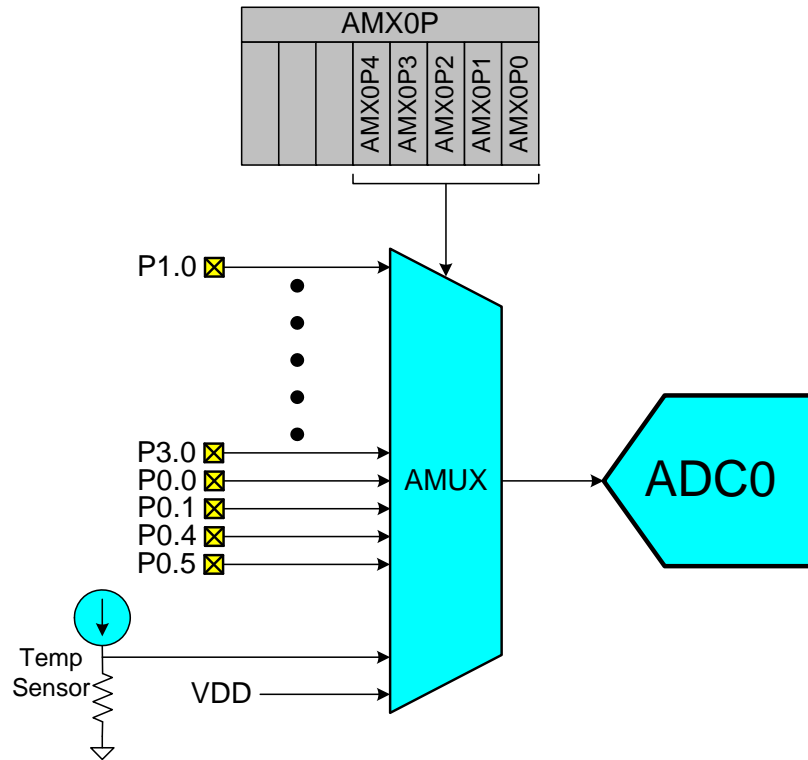 AMX0P
AMX0P4
AMX0P3
AMX0P2
AMX0P1
AMX0P0
P1.0
P3.0
P0.0
P0.1
P0.4
P0.5
AMUX
ADC0
Temp
Sensor
VDD